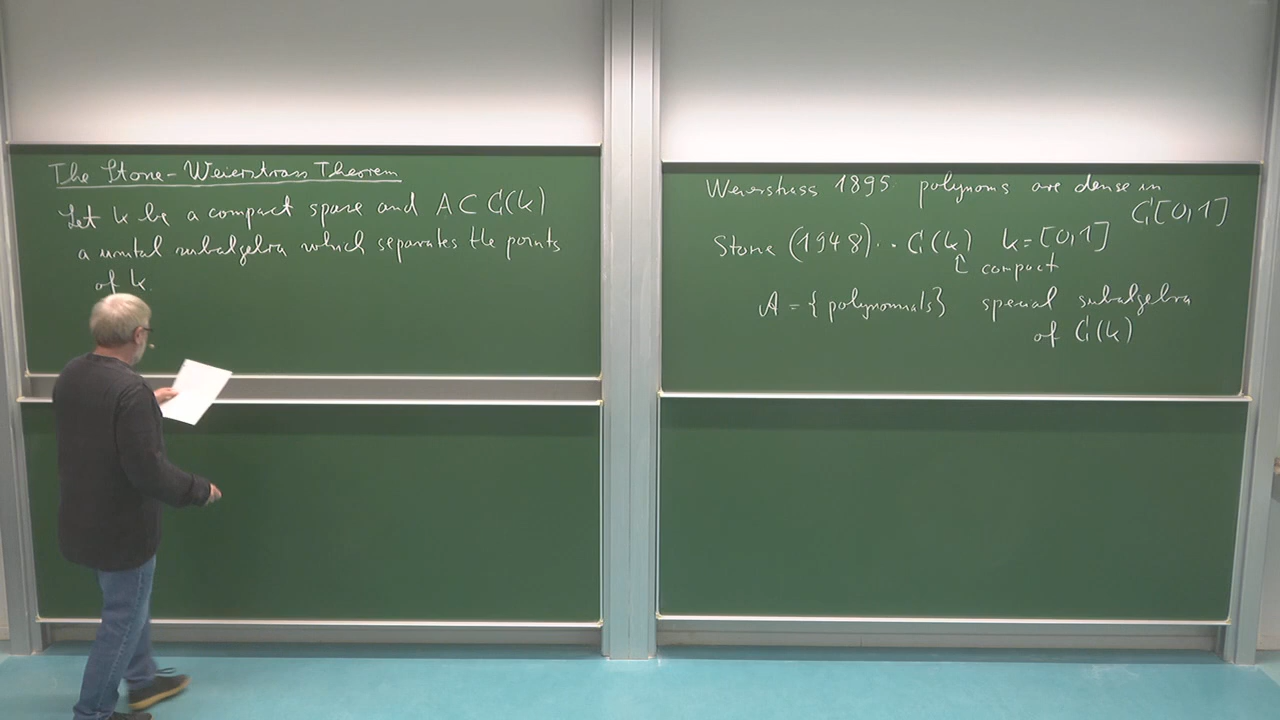 The Stone-Weierstrass Theorem
Let K be a compact space and A ⊂ C(K)
a unital subalgebra which separates the points
of K.
Weierstrass 1895 polynoms are dense in
C[0,1]
Stone (1948) .. C(K) K = [0,1]
↑ compact
A = {polynomials} special subalgebra
of C(K)